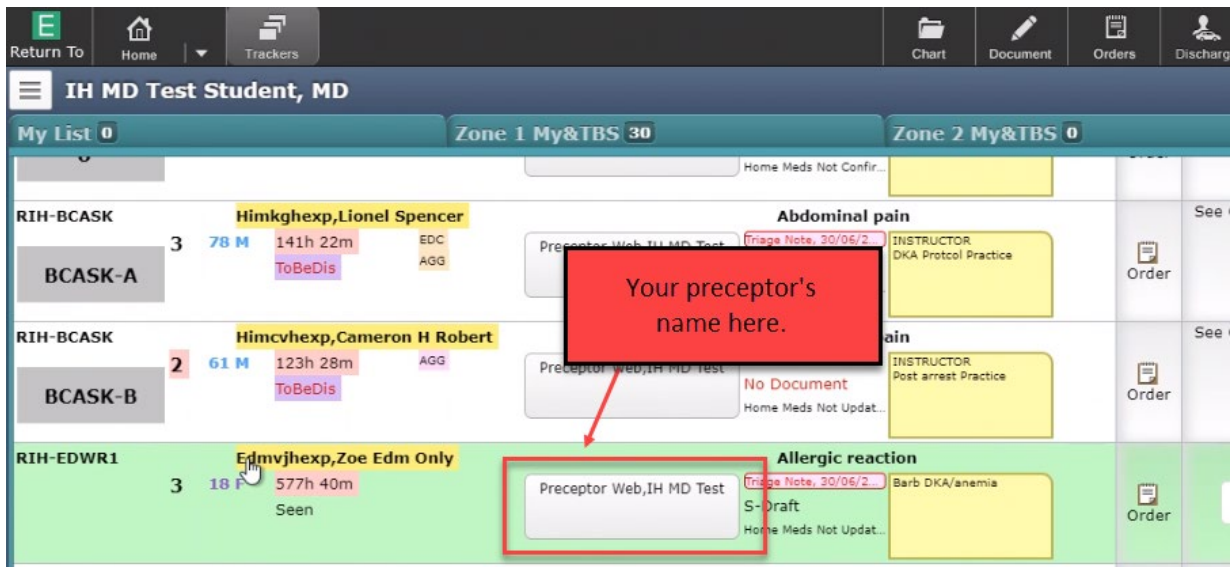 E
Return To
Home
Trackers
Chart
Document
Orders
Discharg
IH MD Test Student, MD
My List 0
Zone 1 My&TBS 30
Zone 2 My&TBS 0
Home Meds Not Confir...
RIH-BCASK
Himkghexp,Lionel Spencer
Abdominal pain
See
3
78 M
141h 22m
EDC
AGG
Preceptor Web,IH MD Test
Triage Note, 30/06/2...
INSTRUCTOR
DKA Protcol Practice
Order
BCASK-A
ToBeDis
Your preceptor's
name here.
RIH-BCASK
Himcvhexp,Cameron H Robert
ain
See
2
61 M
123h 28m
AGG
Preceptor Web,IH MD Test
INSTRUCTOR
Post arrest Practice
Order
BCASK-B
ToBeDis
No Document
Home Meds Not Updat...
RIH-EDWR1
Edmvjhexp,Zoe Edm Only
Allergic reaction
3
18 F
577h 40m
Preceptor Web,IH MD Test
Triage Note, 30/06/2...
Barb DKA/anemia
Order
Seen
S-Draft
Home Meds Not Updat...